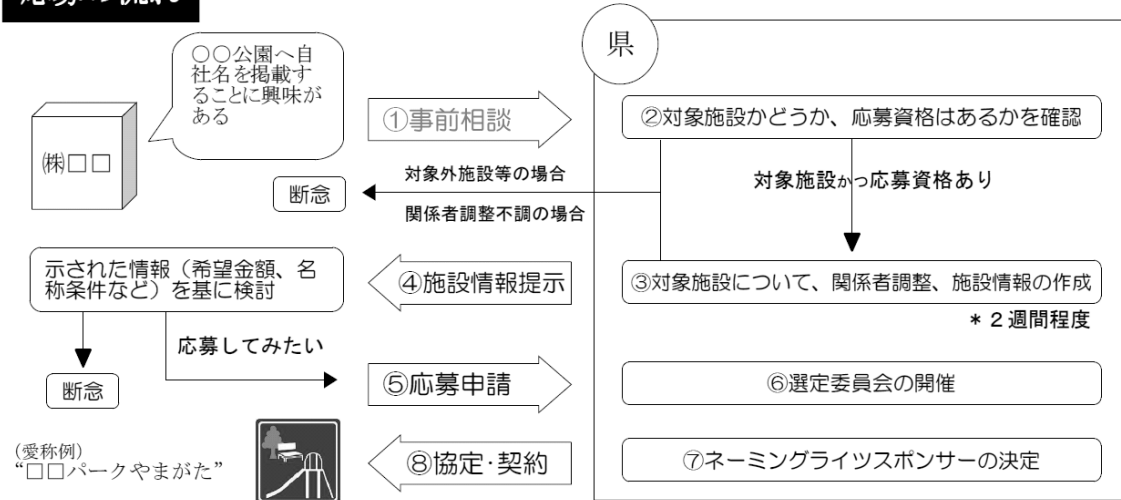 県
○○公園へ自
社名を掲載す
ることに興味が
ある
㈱□□
①事前相談
②対象施設かどうか、応募資格はあるかを確認
対象外施設等の場合
断念
関係者調整不調の場合
対象施設かつ応募資格あり
示された情報（希望金額、名
称条件など）を基に検討
④施設情報提示
③対象施設について、関係者調整、施設情報の作成
＊２週間程度
応募してみたい
断念
⑤応募申請
⑥選定委員会の開催
(愛称例)
“□□パークやまがた”
⑧協定・契約
⑦ネーミングライツスポンサーの決定